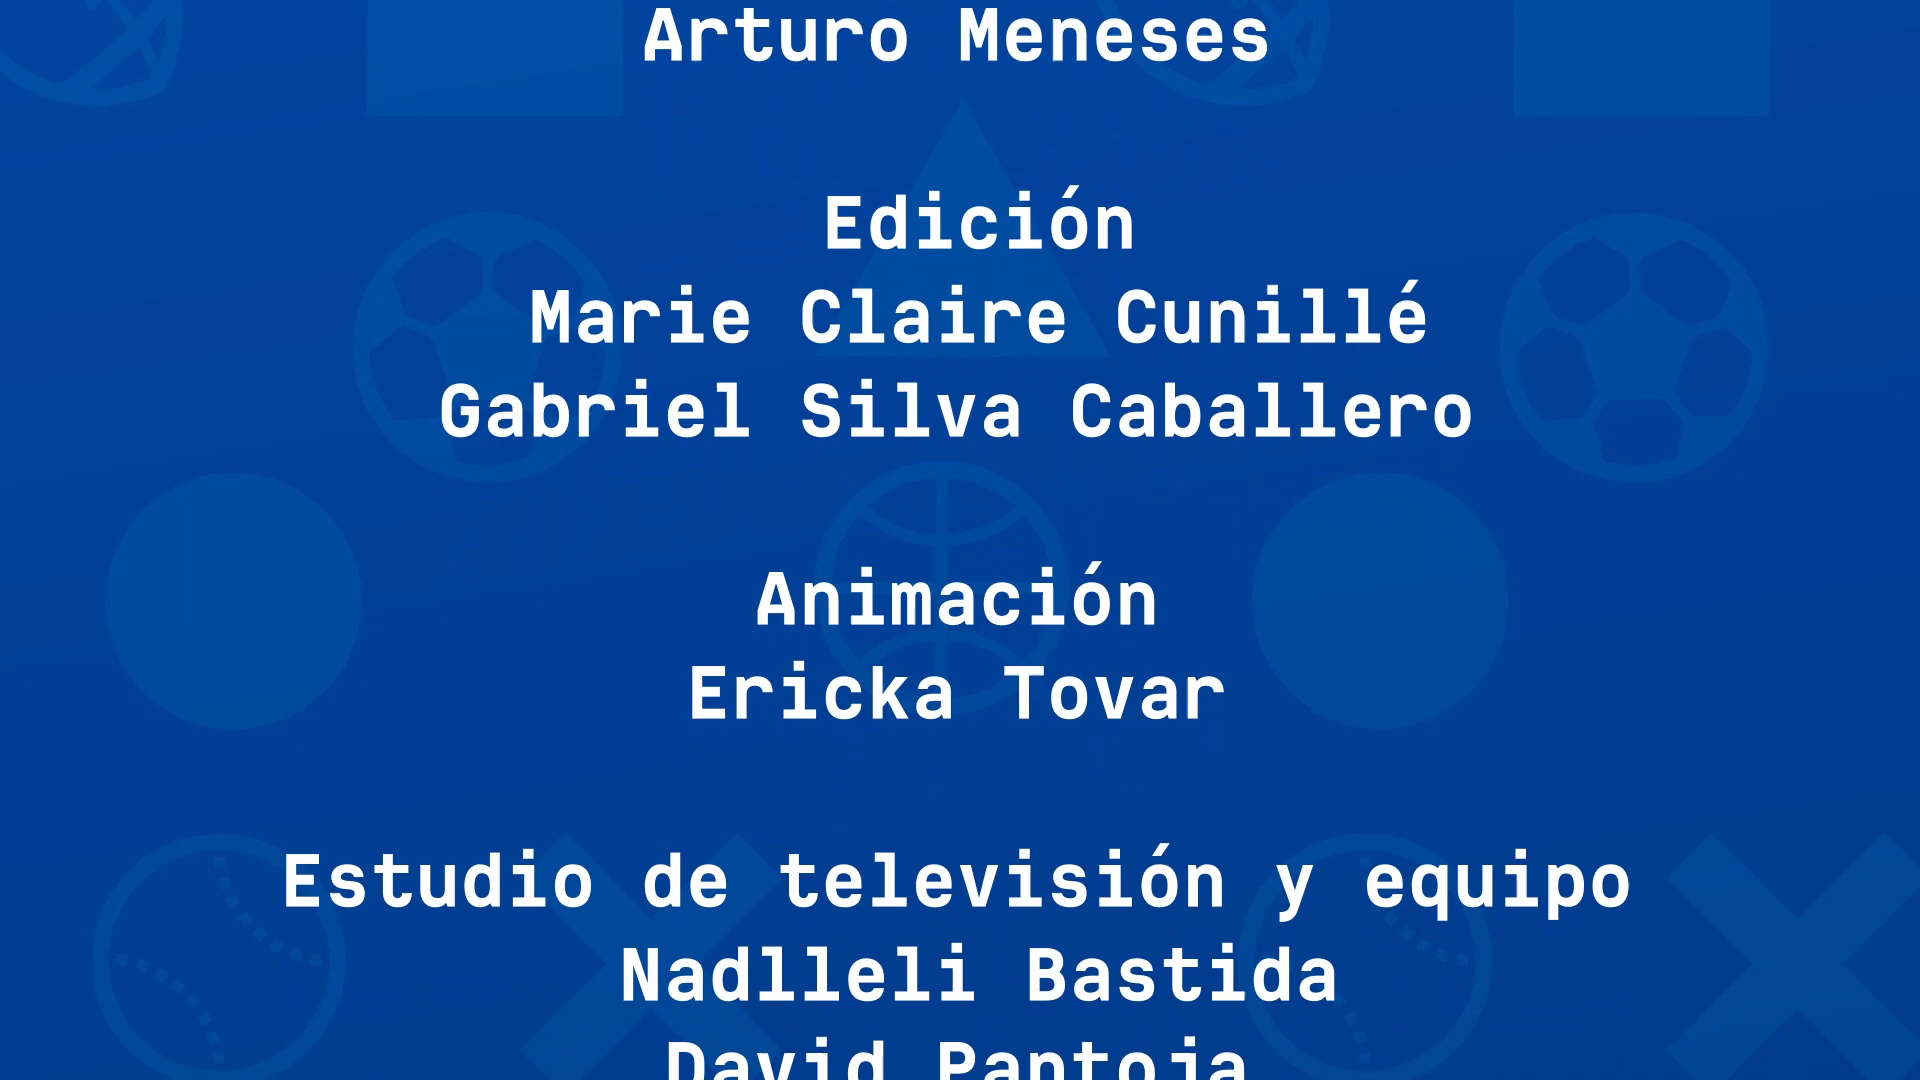 Arturo Meneses
Edición
Marie Claire Cunillé
Gabriel Silva Caballero
Animación
Ericka Tovar
Estudio de televisión y equipo
Nadlleli Bastida
David Pantoja